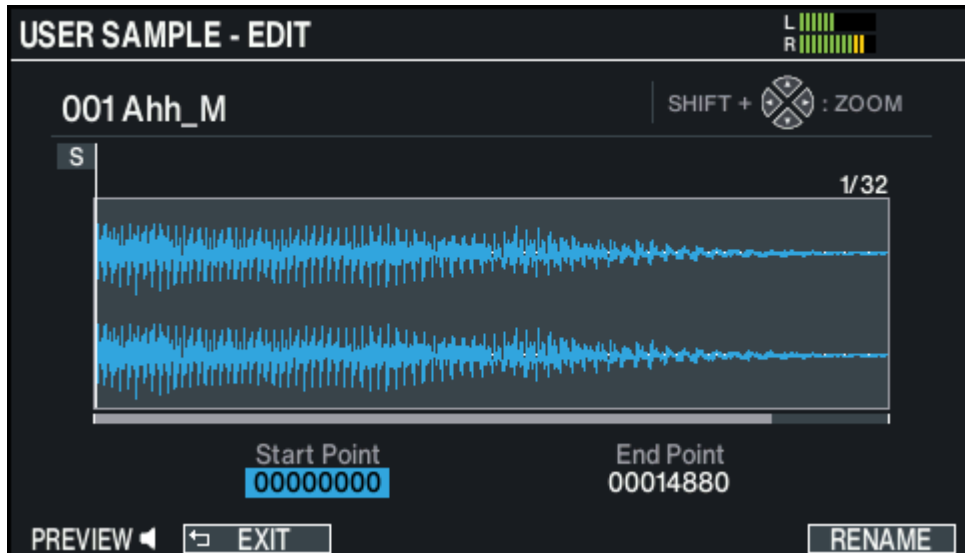 USER SAMPLE - EDIT
L
R
001 Ahh_M
SHIFT + : ZOOM
S
1/32
Start Point
00000000
End Point
00014880
PREVIEW
EXIT
RENAME